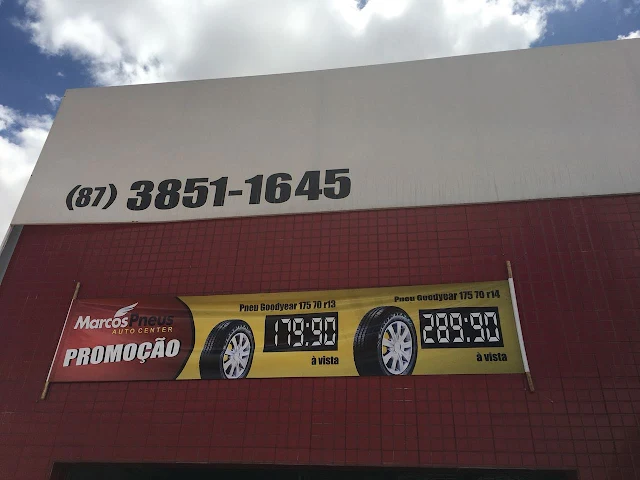 (87) 3851-1645
Marcos Pneus
AUTO CENTER
PROMOÇÃO
Pneu Goodyear 175 70 r13
179.90
à vista
Pneu Goodyear 175 70 r14
289.90
à vista